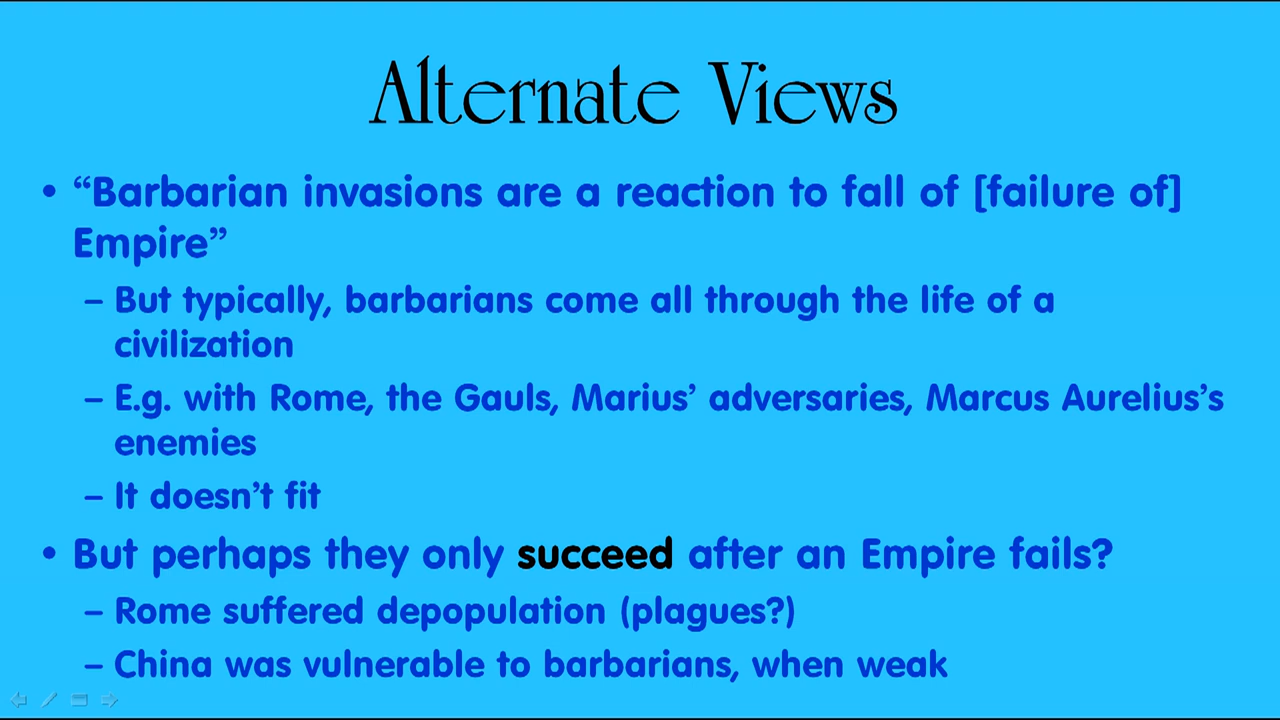 Alternate Views
• “Barbarian invasions are a reaction to fall of [failure of]
Empire”
– But typically, barbarians come all through the life of a
civilization
– E.g. with Rome, the Gauls, Marius’ adversaries, Marcus Aurelius’s
enemies
– It doesn’t fit
• But perhaps they only succeed after an Empire fails?
– Rome suffered depopulation (plagues?)
– China was vulnerable to barbarians, when weak